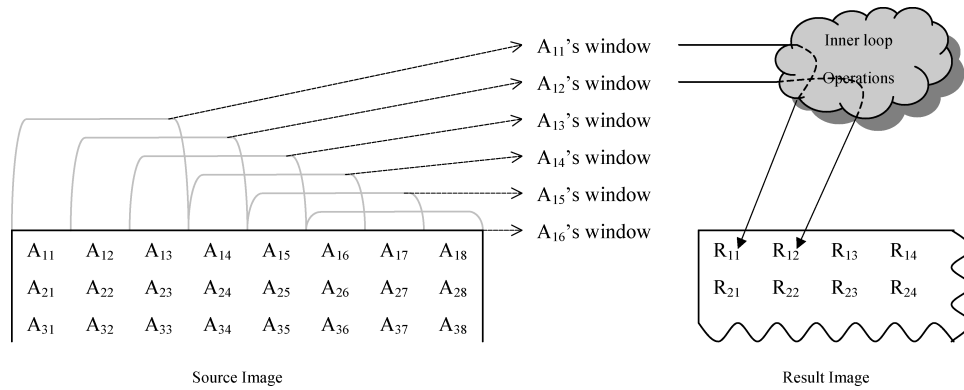 A₁₁'s window
A₁₂'s window
A₁₃'s window
A₁₄'s window
A₁₅'s window
A₁₆'s window
Inner loop
Operations
A₁₁ A₁₂ A₁₃ A₁₄ A₁₅ A₁₆ A₁₇ A₁₈
A₂₁ A₂₂ A₂₃ A₂₄ A₂₅ A₂₆ A₂₇ A₂₈
A₃₁ A₃₂ A₃₃ A₃₄ A₃₅ A₃₆ A₃₇ A₃₈
Source Image
R₁₁ R₁₂ R₁₃ R₁₄
R₂₁ R₂₂ R₂₃ R₂₄
Result Image